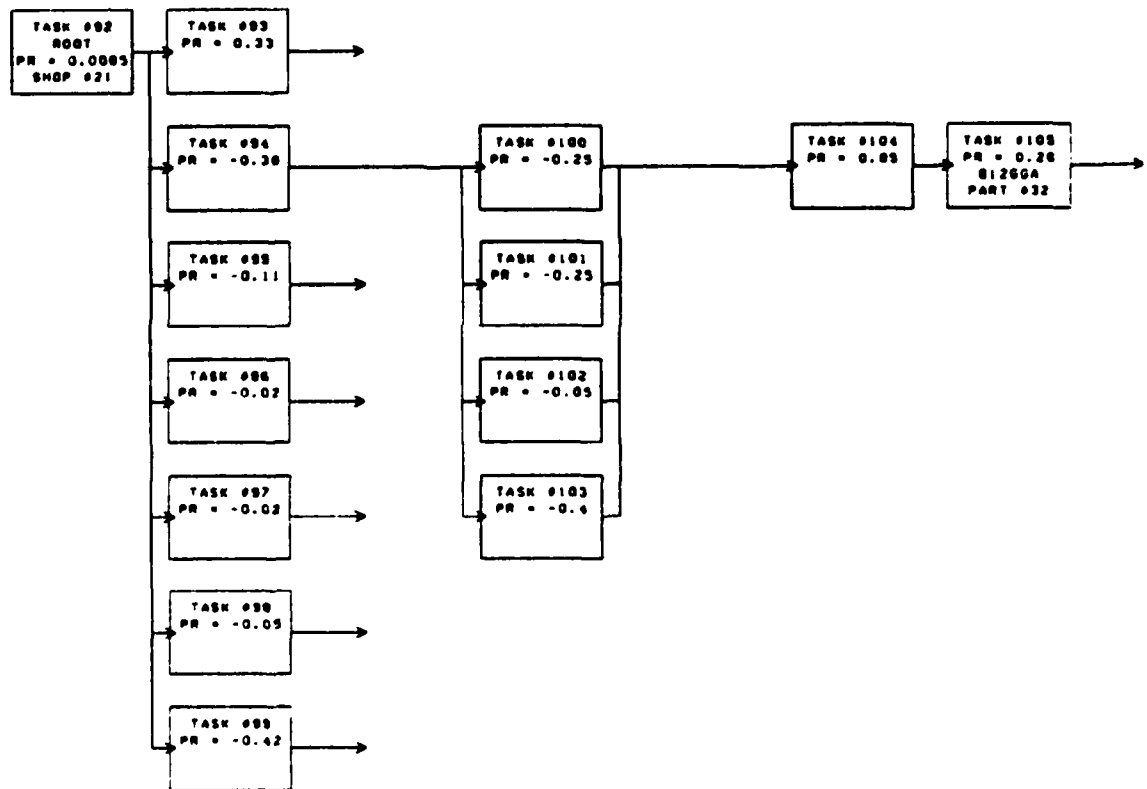 TASK #92
ROOT
PR = 0.0085
SHOP #21
TASK #93
PR = 0.33
TASK #94
PR = -0.38
TASK #100
PR = -0.25
TASK #104
PR = 0.85
TASK #105
PR = 0.26
8126GA
PART #32
TASK #95
PR = -0.11
TASK #101
PR = -0.25
TASK #96
PR = -0.02
TASK #102
PR = -0.05
TASK #97
PR = -0.02
TASK #103
PR = -0.4
TASK #98
PR = -0.05
TASK #99
PR = -0.42